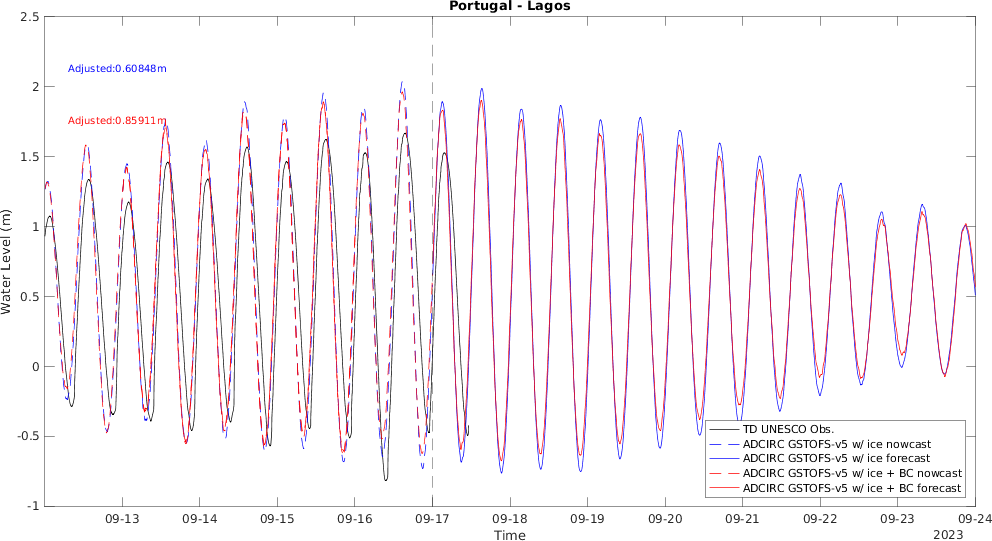 Portugal - Lagos
2.5
2
1.5
1
0.5
0
-0.5
-1
Water Level (m)
Adjusted:0.60848m
Adjusted:0.85911m
TD UNESCO Obs.
ADCIRC GSTOFS-v5 w/ ice nowcast
ADCIRC GSTOFS-v5 w/ ice forecast
ADCIRC GSTOFS-v5 w/ ice + BC nowcast
ADCIRC GSTOFS-v5 w/ ice + BC forecast
09-13 09-14 09-15 09-16 09-17 09-18 09-19 09-20 09-21 09-22 09-23 09-24
Time
2023